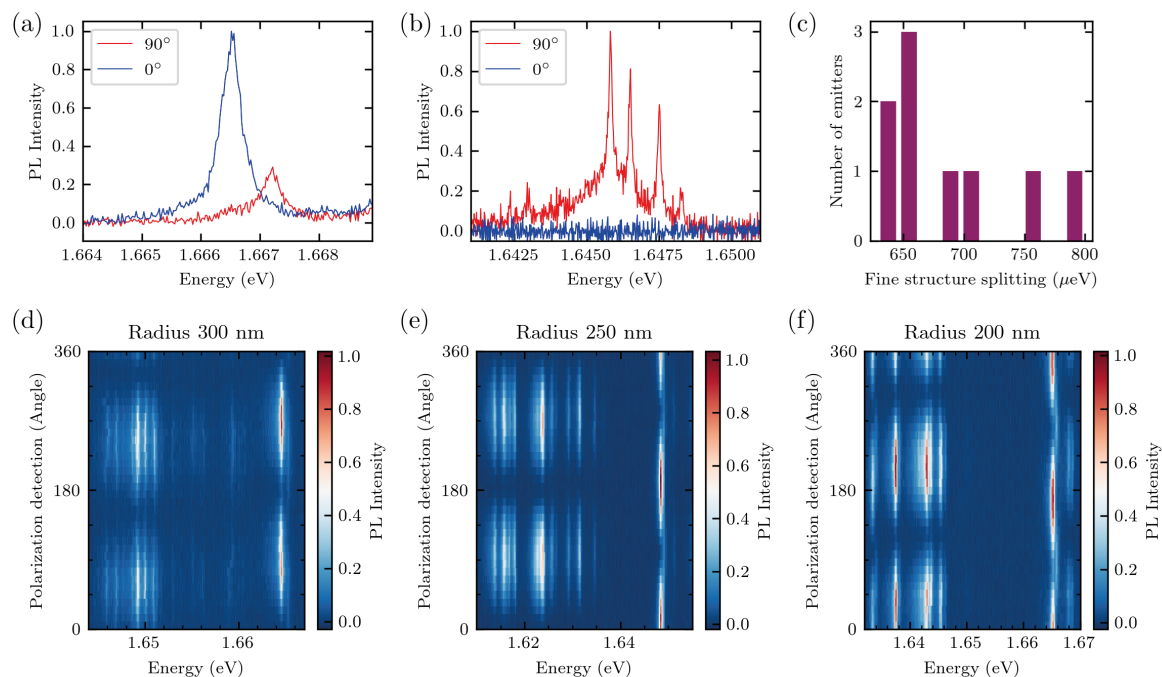 (a)
90°
0°
PL Intensity
1.0
0.8
0.6
0.4
0.2
0.0
1.664
1.665
1.666
1.667
1.668
Energy (eV)
(b)
90°
0°
PL Intensity
1.0
0.8
0.6
0.4
0.2
0.0
1.6425
1.6450
1.6475
1.6500
Energy (eV)
(c)
Number of emitters
3
2
1
0
650
700
750
800
Fine structure splitting (μeV)
(d)
Radius 300 nm
Polarization detection (Angle)
360
180
0
1.65
1.66
Energy (eV)
1.0
0.8
0.6
0.4
0.2
0.0
PL Intensity
(e)
Radius 250 nm
Polarization detection (Angle)
360
180
0
1.62
1.64
Energy (eV)
1.0
0.8
0.6
0.4
0.2
0.0
PL Intensity
(f)
Radius 200 nm
Polarization detection (Angle)
360
180
0
1.64
1.65
1.66
1.67
Energy (eV)
1.0
0.8
0.6
0.4
0.2
0.0
PL Intensity